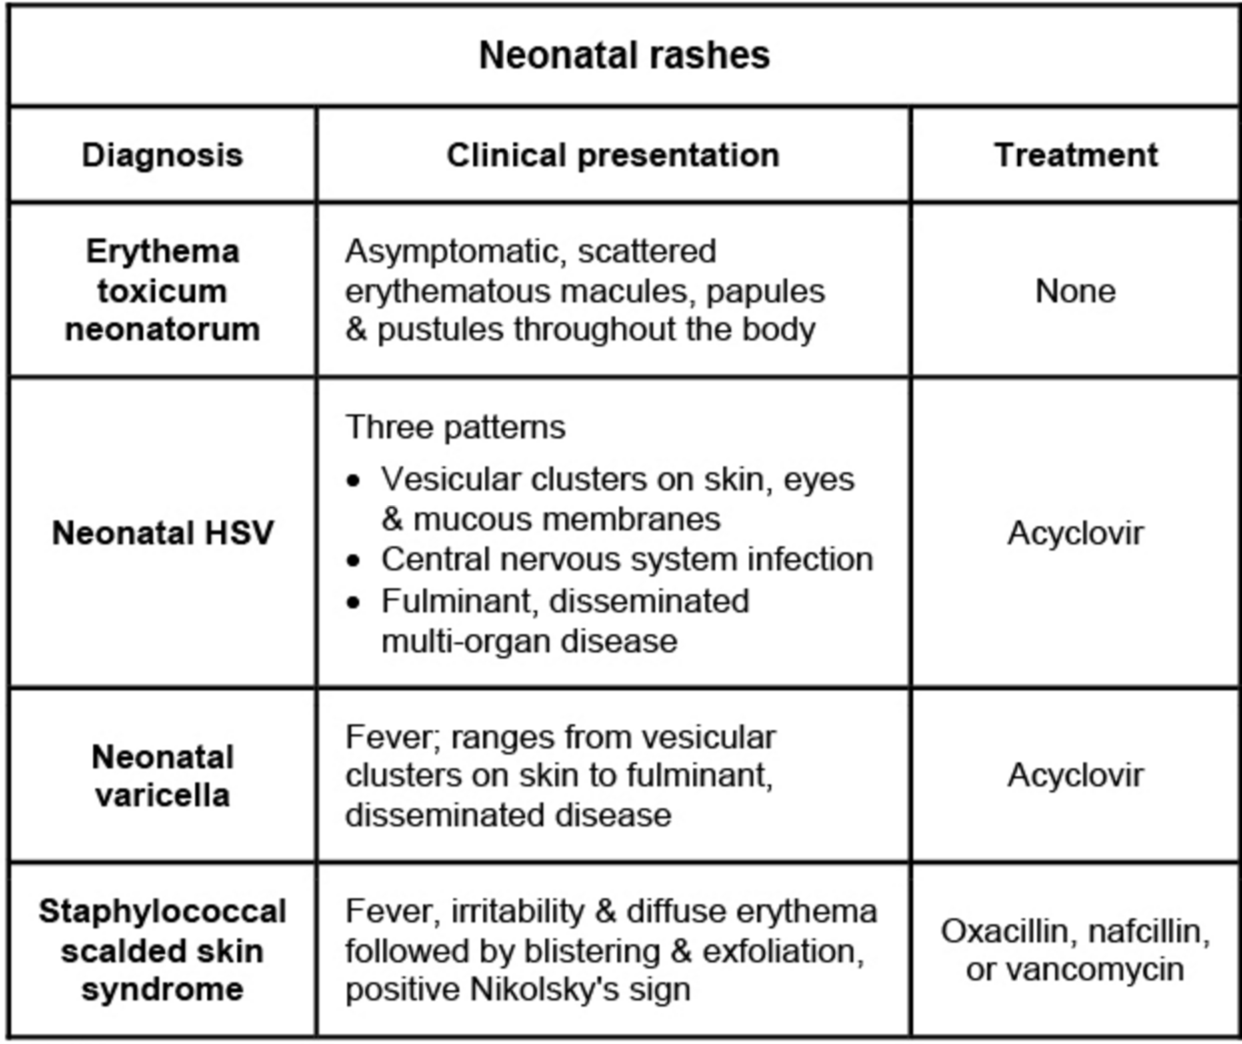 Neonatal rashes
Diagnosis
Clinical presentation
Treatment
Erythema
toxicum
neonatorum
Asymptomatic, scattered
erythematous macules, papules
& pustules throughout the body
None
Neonatal HSV
Three patterns
• Vesicular clusters on skin, eyes
& mucous membranes
• Central nervous system infection
• Fulminant, disseminated
multi-organ disease
Acyclovir
Neonatal
varicella
Fever; ranges from vesicular
clusters on skin to fulminant,
disseminated disease
Acyclovir
Staphylococcal
scalded skin
syndrome
Fever, irritability & diffuse erythema
followed by blistering & exfoliation,
positive Nikolsky's sign
Oxacillin, nafcillin,
or vancomycin